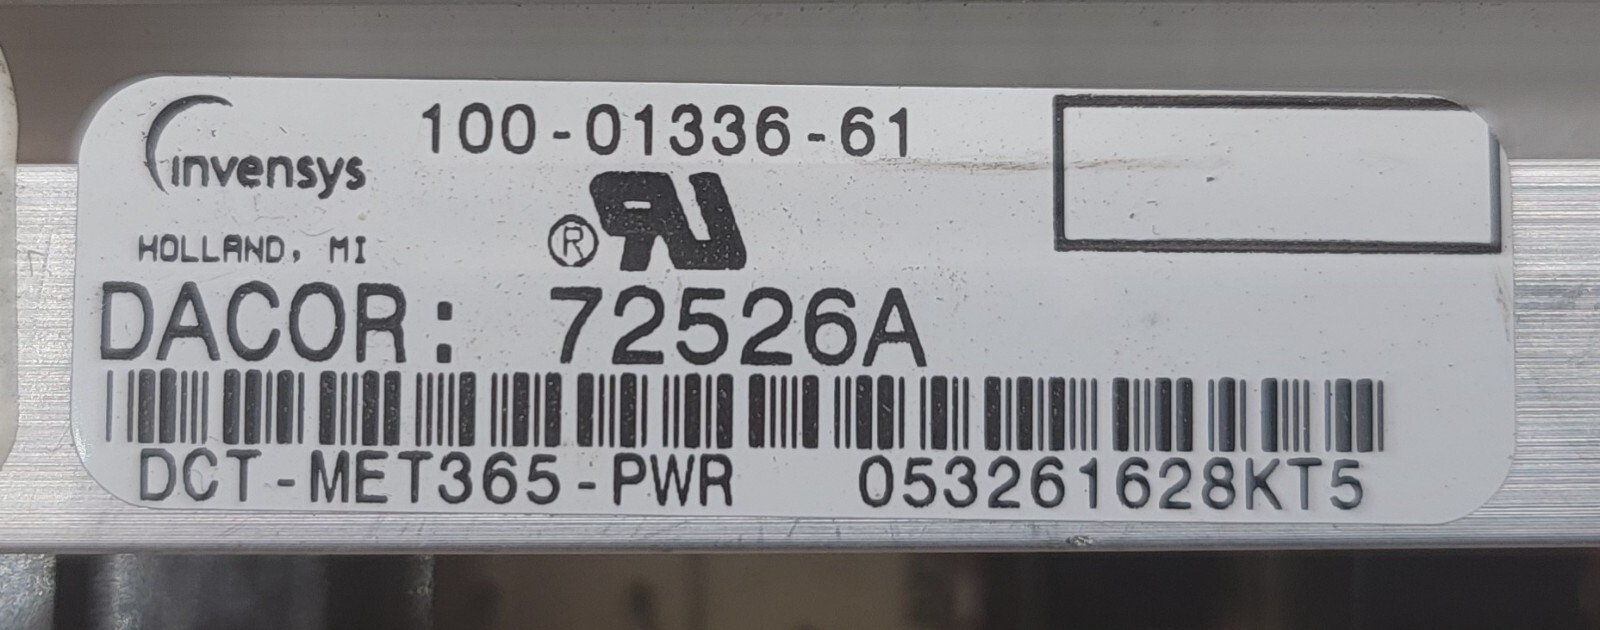 100-01336-61
invensys
®
HOLLAND, MI
DACOR: 72526A
DCT-MET365-PWR 053261628KT5